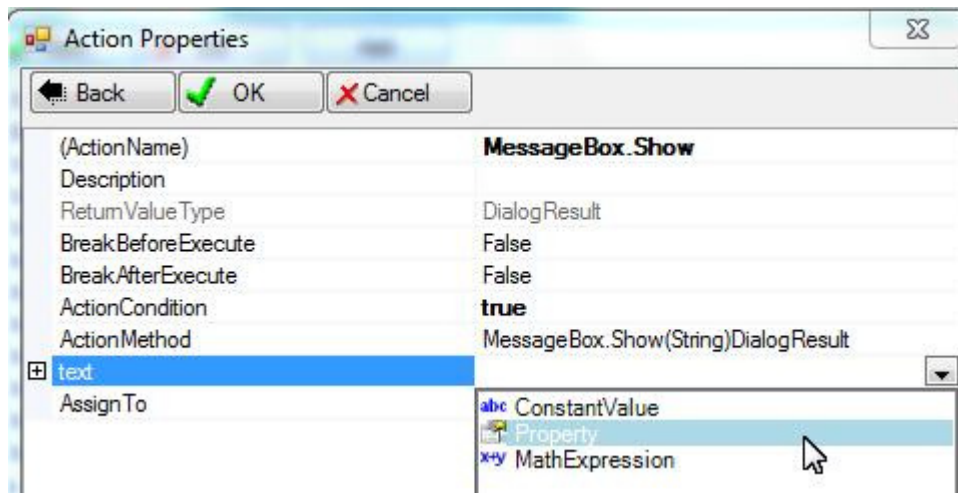 Action Properties
Back OK Cancel
(ActionName) MessageBox.Show
Description
ReturnValueType DialogResult
BreakBeforeExecute False
BreakAfterExecute False
ActionCondition true
ActionMethod MessageBox.Show(String)DialogResult
text
AssignTo
abc ConstantValue
Property
x+y MathExpression